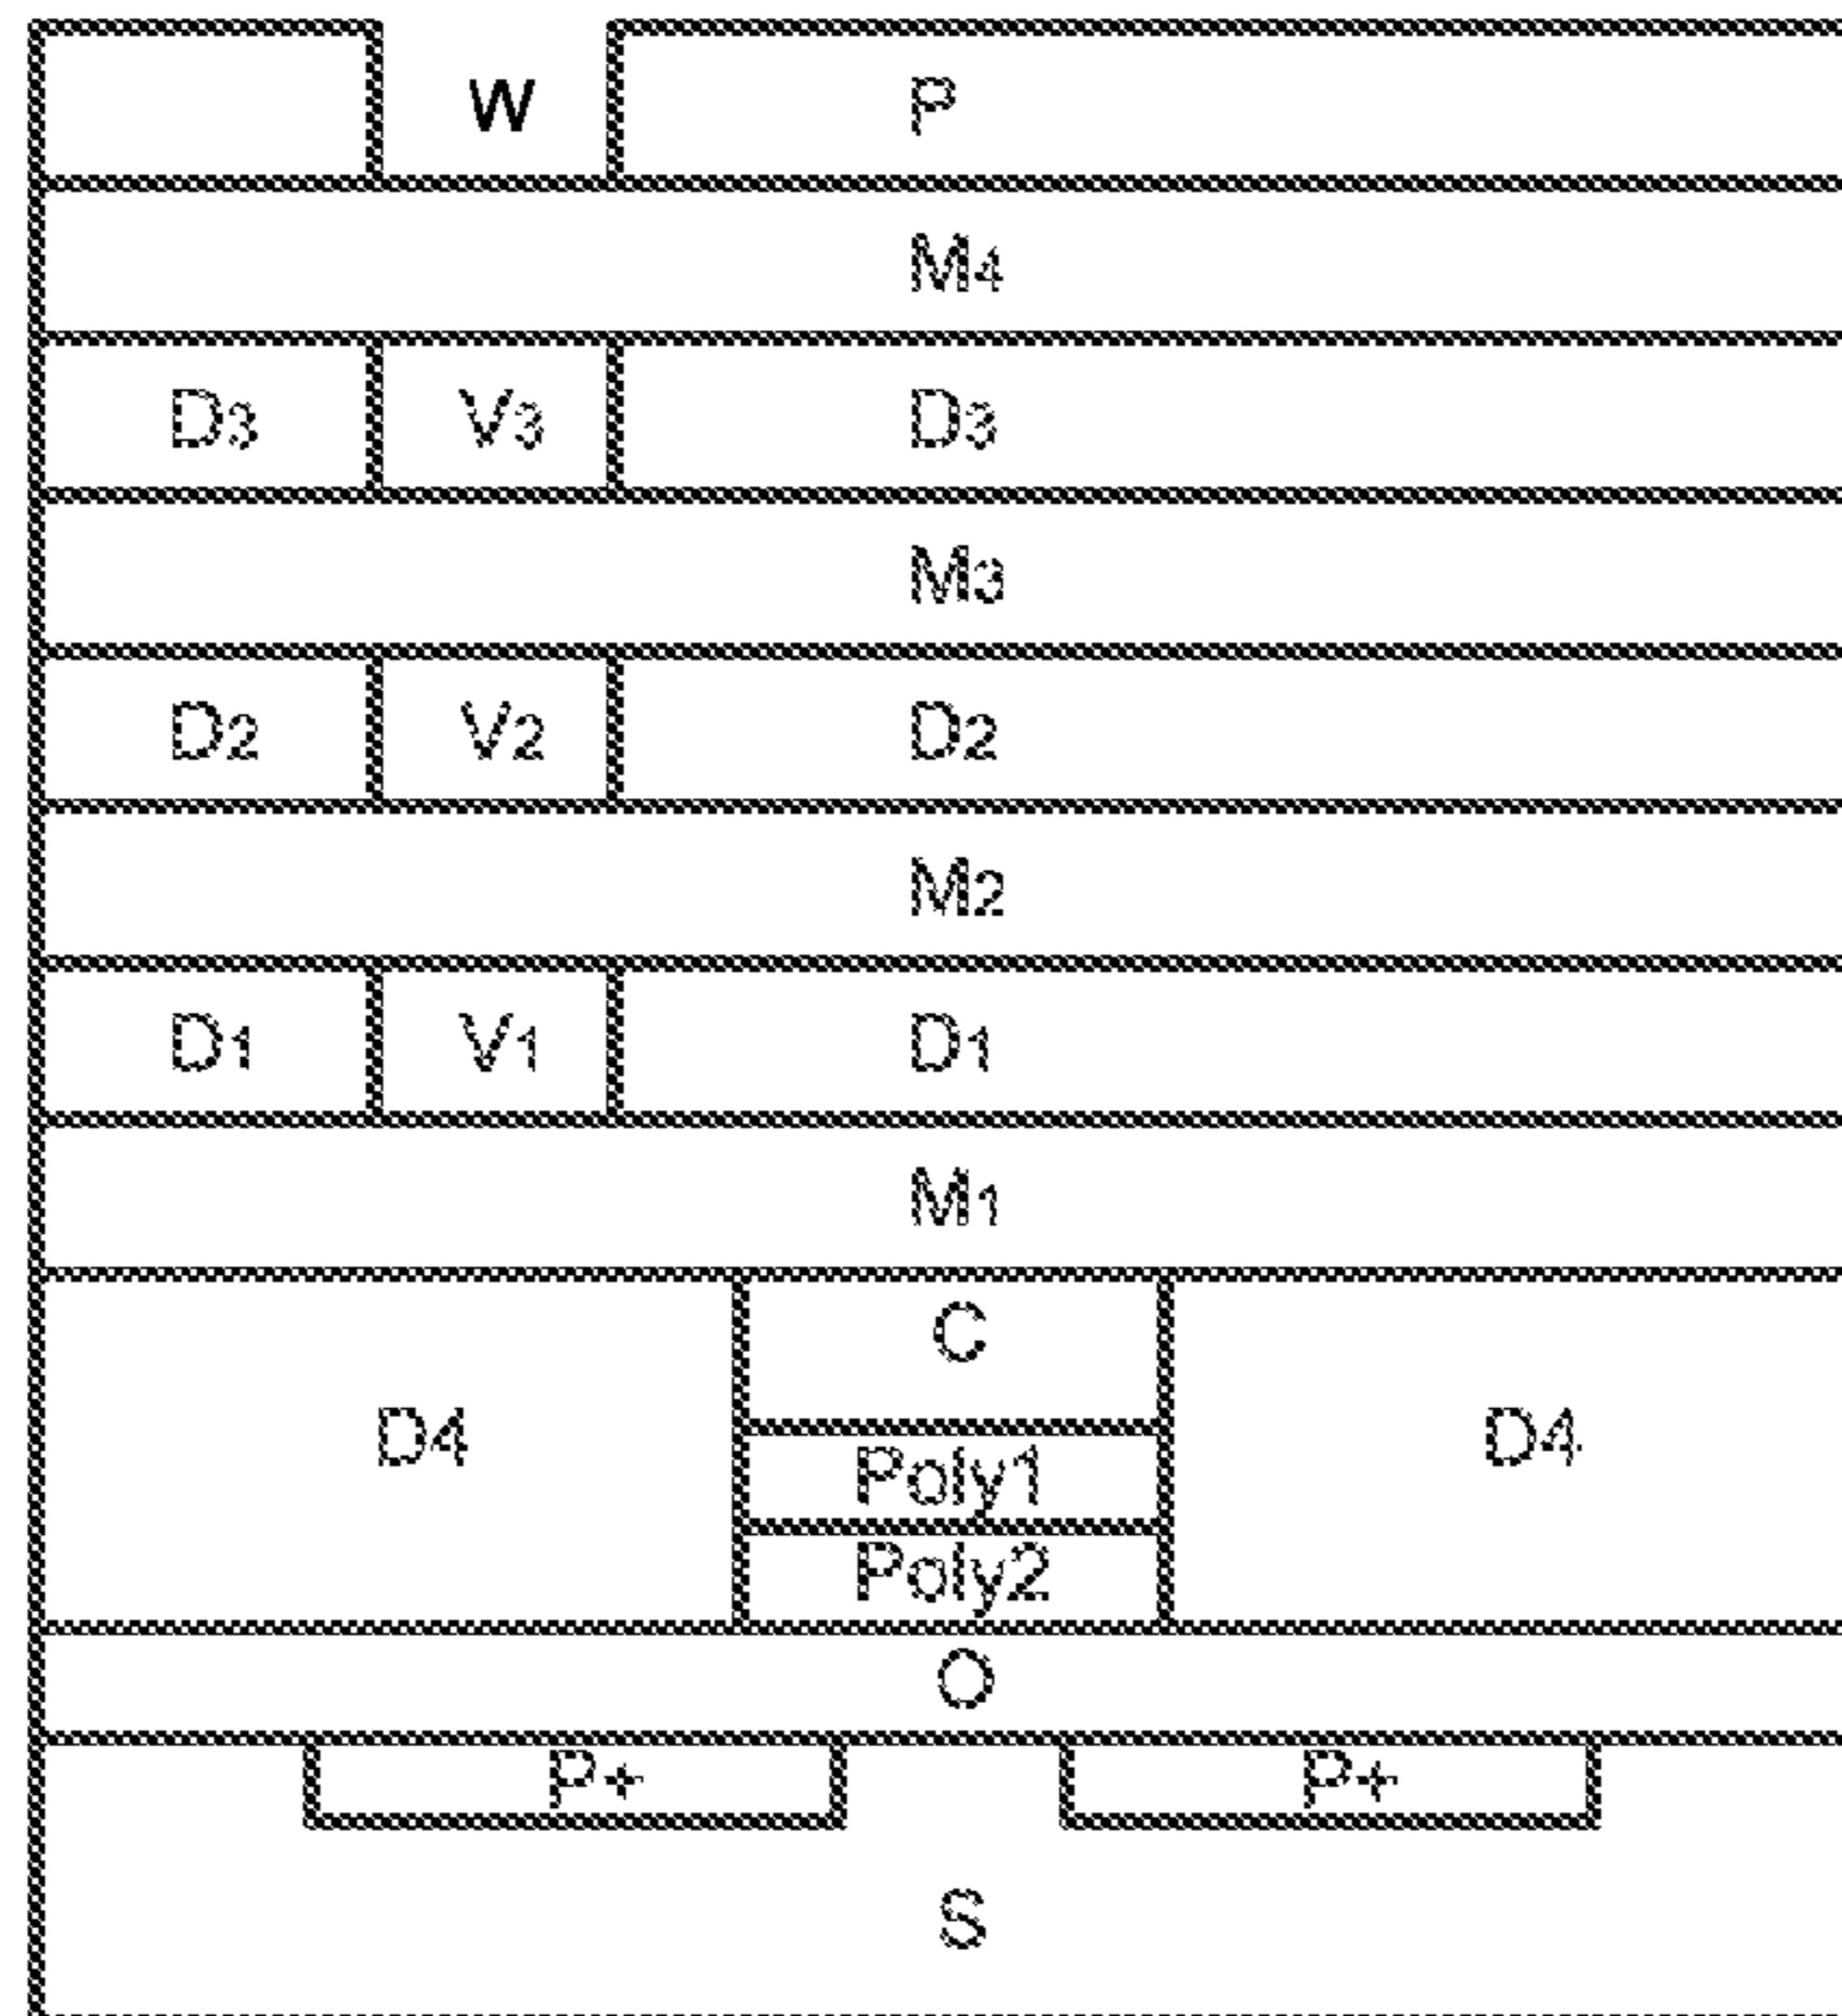 W P
M4
D3 V3 D3
M3
D2 V2 D2
M2
D1 V1 D1
M1
C
D4 D4
Poly1
Poly2
O
P+ P+
S